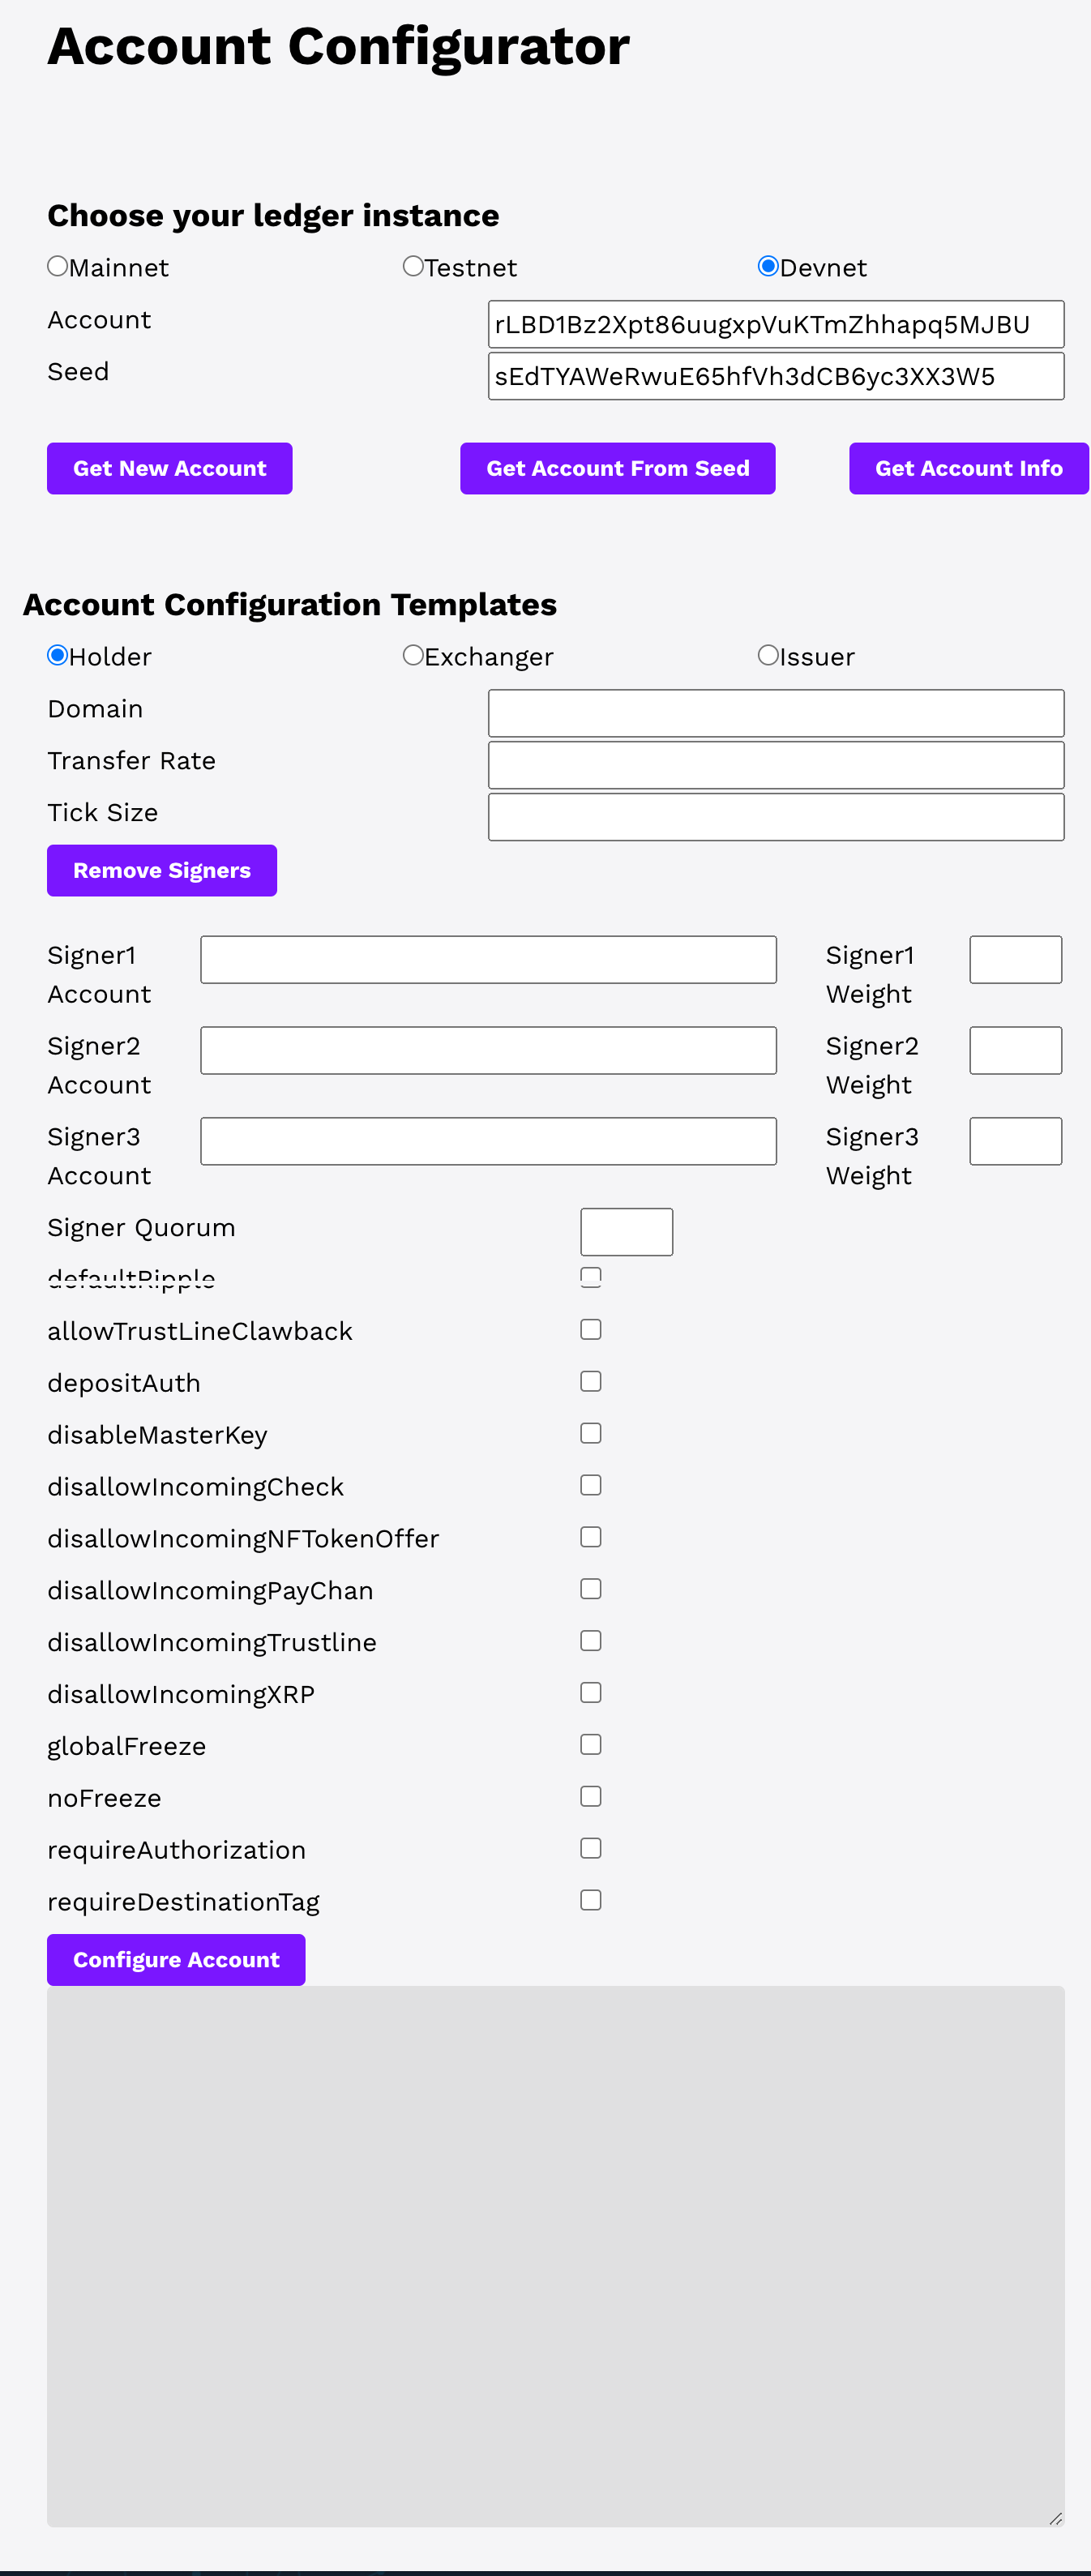 Account Configurator
Choose your ledger instance
Mainnet Testnet Devnet
Account rLBD1Bz2Xpt86uugxpVuKTmZhhapq5MJBU
Seed sEdTYAWeRwuE65hfVh3dCB6yc3XX3W5
Get New Account Get Account From Seed Get Account Info
Account Configuration Templates
Holder Exchanger Issuer
Domain
Transfer Rate
Tick Size
Remove Signers
Signer1 Account Signer1 Weight
Signer2 Account Signer2 Weight
Signer3 Account Signer3 Weight
Signer Quorum
defaultRipple
allowTrustLineClawback
depositAuth
disableMasterKey
disallowIncomingCheck
disallowIncomingNFTokenOffer
disallowIncomingPayChan
disallowIncomingTrustline
disallowIncomingXRP
globalFreeze
noFreeze
requireAuthorization
requireDestinationTag
Configure Account